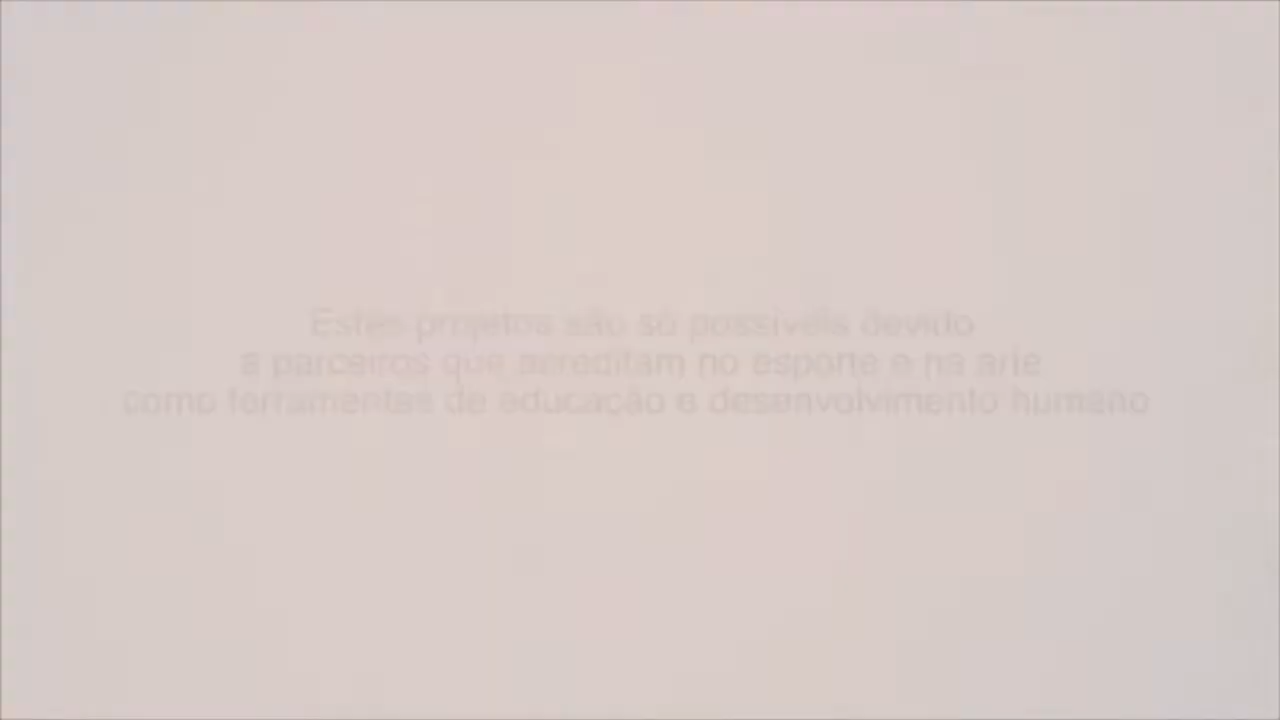 Estes projetos são só possíveis devido
a parceiros que acreditam no esporte e na arte
como ferramentas de educação e desenvolvimento humano